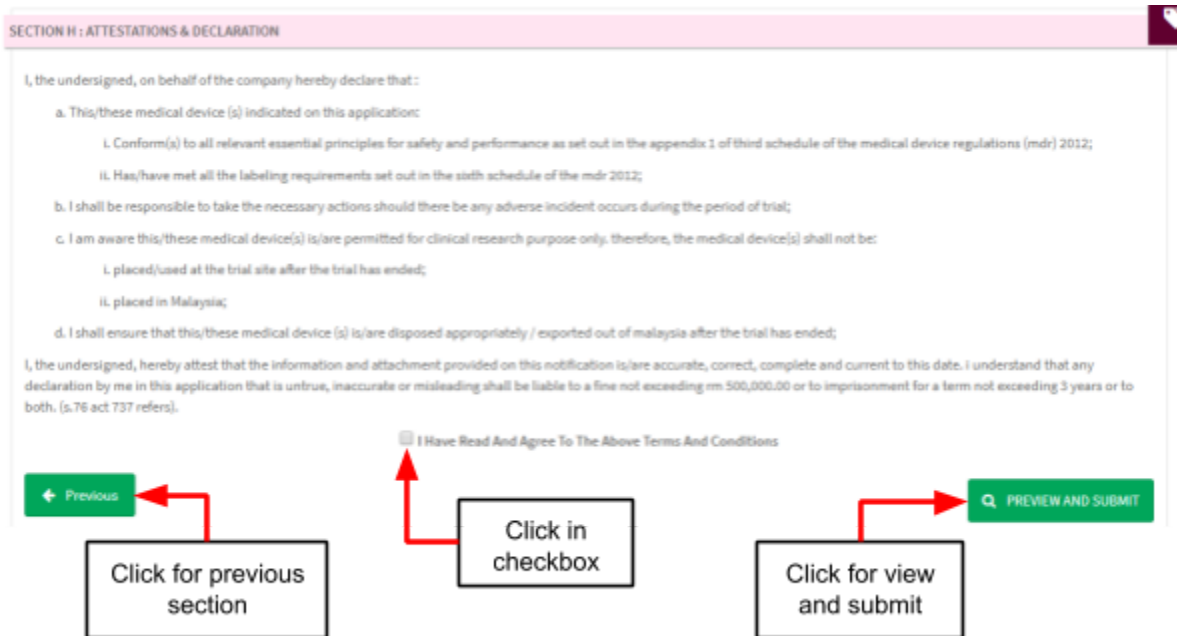 SECTION H : ATTESTATIONS & DECLARATION
I, the undersigned, on behalf of the company hereby declare that :
a. This/these medical device (s) indicated on this application:
i. Conform(s) to all relevant essential principles for safety and performance as set out in the appendix 1 of third schedule of the medical device regulations (mdr) 2012;
ii. Has/have met all the labeling requirements set out in the sixth schedule of the mdr 2012;
b. I shall be responsible to take the necessary actions should there be any adverse incident occurs during the period of trial;
c. I am aware this/these medical device(s) is/are permitted for clinical research purpose only. therefore, the medical device(s) shall not be:
i. placed/used at the trial site after the trial has ended;
ii. placed in Malaysia;
d. I shall ensure that this/these medical device (s) is/are disposed appropriately / exported out of malaysia after the trial has ended;
I, the undersigned, hereby attest that the information and attachment provided on this notification is/are accurate, correct, complete and current to this date. i understand that any
declaration by me in this application that is untrue, inaccurate or misleading shall be liable to a fine not exceeding rm 500,000.00 or to imprisonment for a term not exceeding 3 years or to
both. (s.76 act 737 refers).
I Have Read And Agree To The Above Terms And Conditions
Previous
PREVIEW AND SUBMIT
Click for previous
section
Click in
checkbox
Click for view
and submit